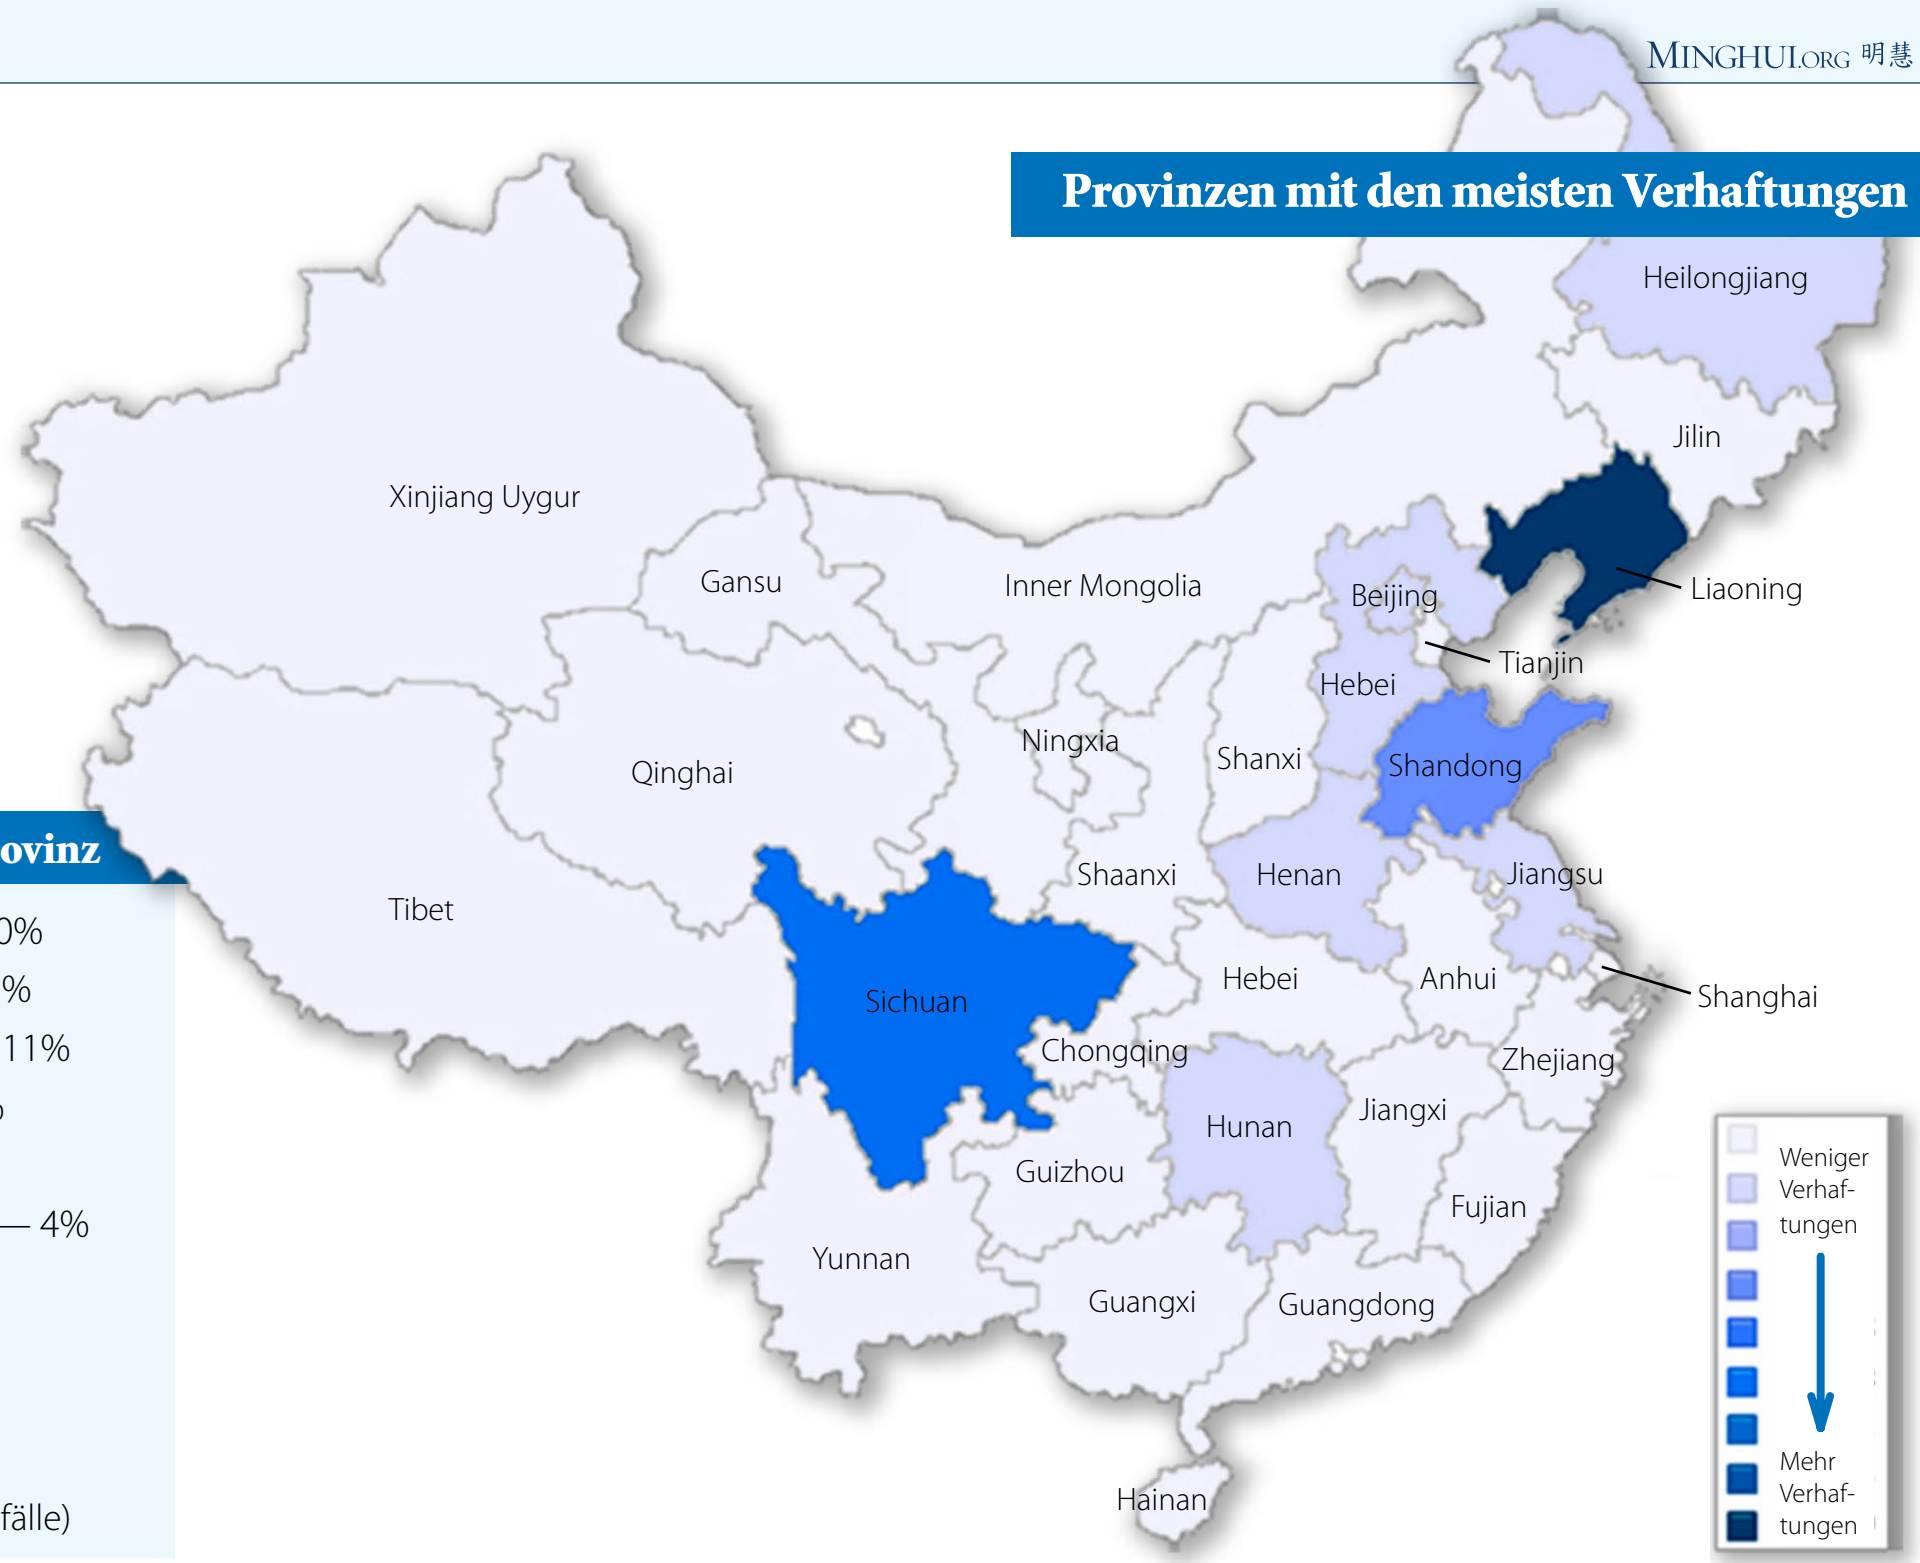 MINGHUI.ORG 明慧
Provinzen mit den meisten Verhaftungen
Heilongjiang
Jilin
Xinjiang Uygur
Gansu
Inner Mongolia
Beijing
Liaoning
Tianjin
Hebei
Ningxia
Shanxi
Shandong
Qinghai
ovinz
Shaanxi
Henan
Jiangsu
Tibet
0%
%
Sichuan
Hebei
Anhui
Shanghai
11%
Chongqing
Zhejiang
Jiangxi
Hunan
Guizhou
Fujian
— 4%
Yunnan
Guangxi
Guangdong
Hainan
fälle)
Weniger
Verhaf-
tungen
Mehr
Verhaf-
tungen